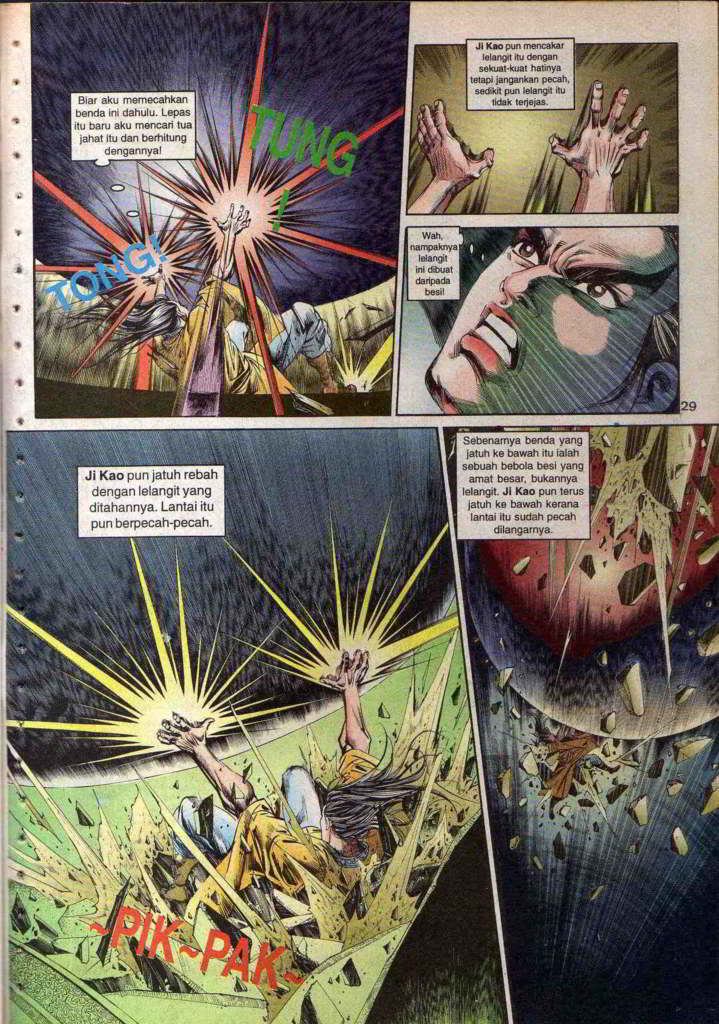 Biar aku memecahkan
benda ini dahulu. Lepas
itu baru aku mencari tua
jahat itu dan berhitung
dengannya!
TUNG
!
TONG!
Ji Kao pun mencakar
lelangit itu dengan
sekuat-kuat hatinya
tetapi jangankan pecah,
sedikit pun lelangit itu
tidak terjejas.
Wah,
nampaknya
lelangit
ini dibuat
daripada
besi!
29
Ji Kao pun jatuh rebah
dengan lelangit yang
ditahannya. Lantai itu
pun berpecah-pecah.
~PIK~PAK~
Sebenarnya benda yang
jatuh ke bawah itu ialah
sebuah bebola besi yang
amat besar, bukannya
lelangit. Ji Kao pun terus
jatuh ke bawah kerana
lantai itu sudah pecah
dilangarnya.